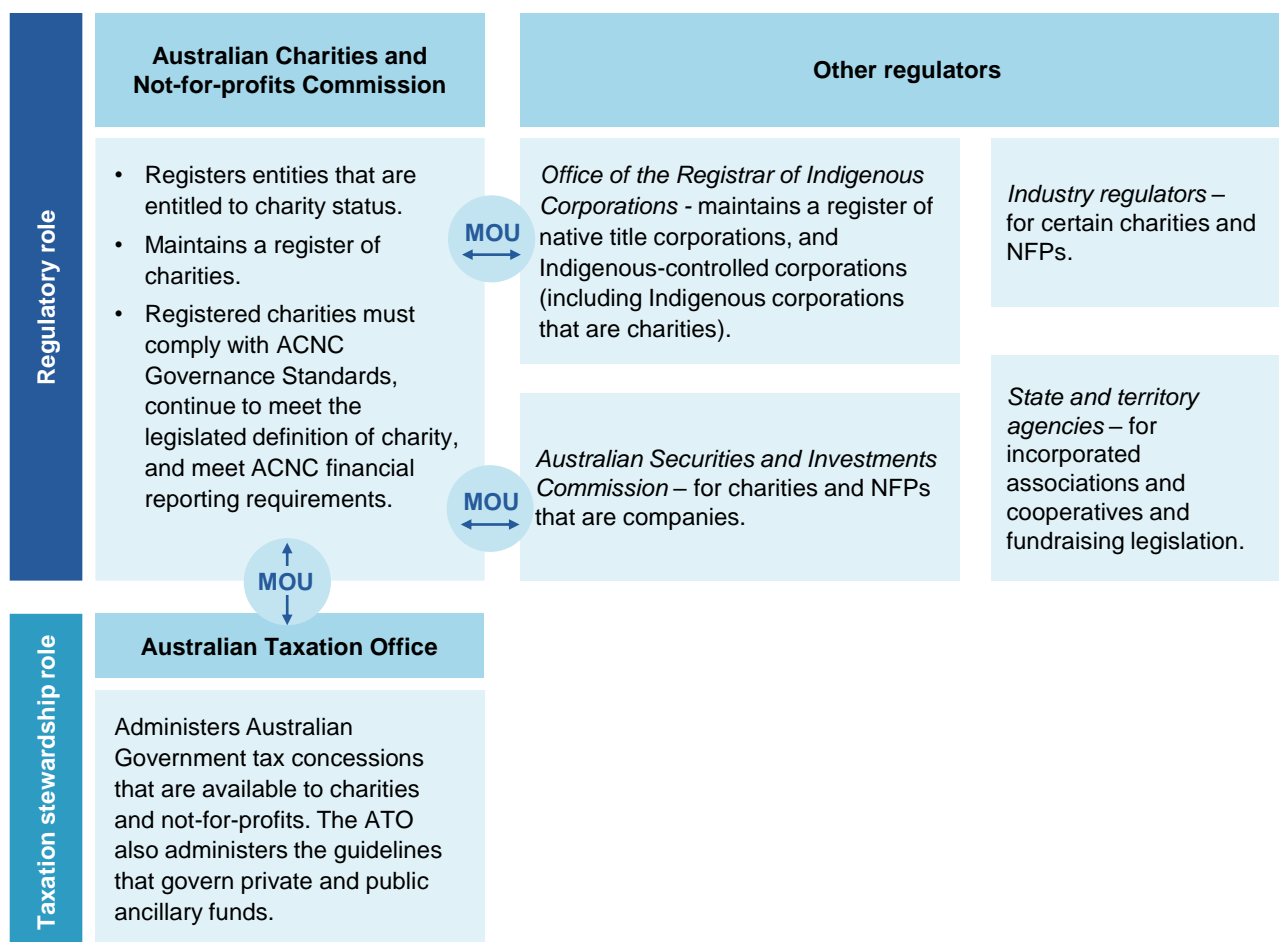 Regulatory role
Australian Charities and
Not-for-profits Commission
• Registers entities that are
entitled to charity status.
• Maintains a register of
charities.
• Registered charities must
comply with ACNC
Governance Standards,
continue to meet the
legislated definition of charity,
and meet ACNC financial
reporting requirements.
Other regulators
MOU
Office of the Registrar of Indigenous
Corporations - maintains a register of
native title corporations, and
Indigenous-controlled corporations
(including Indigenous corporations
that are charities).
MOU
Australian Securities and Investments
Commission – for charities and NFPs
that are companies.
Industry regulators –
for certain charities and
NFPs.
State and territory
agencies – for
incorporated
associations and
cooperatives and
fundraising legislation.
MOU
Taxation stewardship role
Australian Taxation Office
Administers Australian
Government tax concessions
that are available to charities
and not-for-profits. The ATO
also administers the guidelines
that govern private and public
ancillary funds.